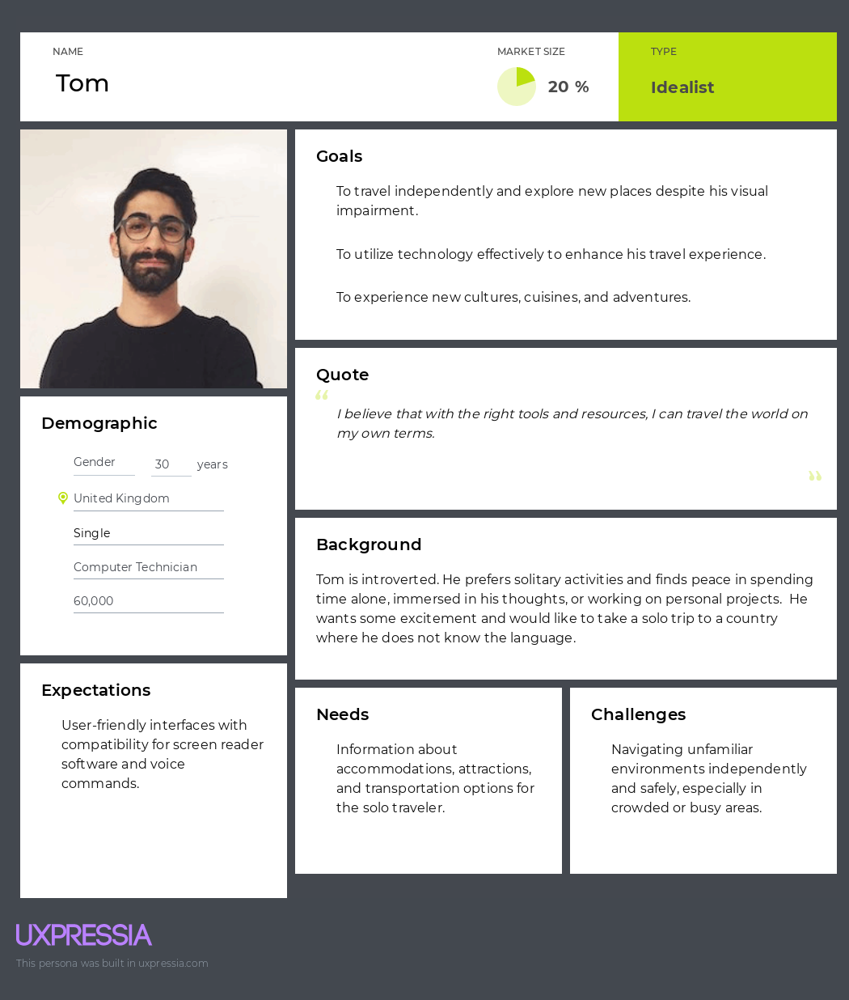 NAME
Tom
MARKET SIZE
20 %
TYPE
Idealist
Goals
To travel independently and explore new places despite his visual
impairment.
To utilize technology effectively to enhance his travel experience.
To experience new cultures, cuisines, and adventures.
Quote
“
I believe that with the right tools and resources, I can travel the world on
my own terms.
”
Demographic
Gender 30 years
United Kingdom
Single
Computer Technician
60,000
Background
Tom is introverted. He prefers solitary activities and finds peace in spending
time alone, immersed in his thoughts, or working on personal projects.  He
wants some excitement and would like to take a solo trip to a country
where he does not know the language.
Expectations
User-friendly interfaces with
compatibility for screen reader
software and voice
commands.
Needs
Information about
accommodations, attractions,
and transportation options for
the solo traveler.
Challenges
Navigating unfamiliar
environments independently
and safely, especially in
crowded or busy areas.
UXPRESSIA
This persona was built in uxpressia.com